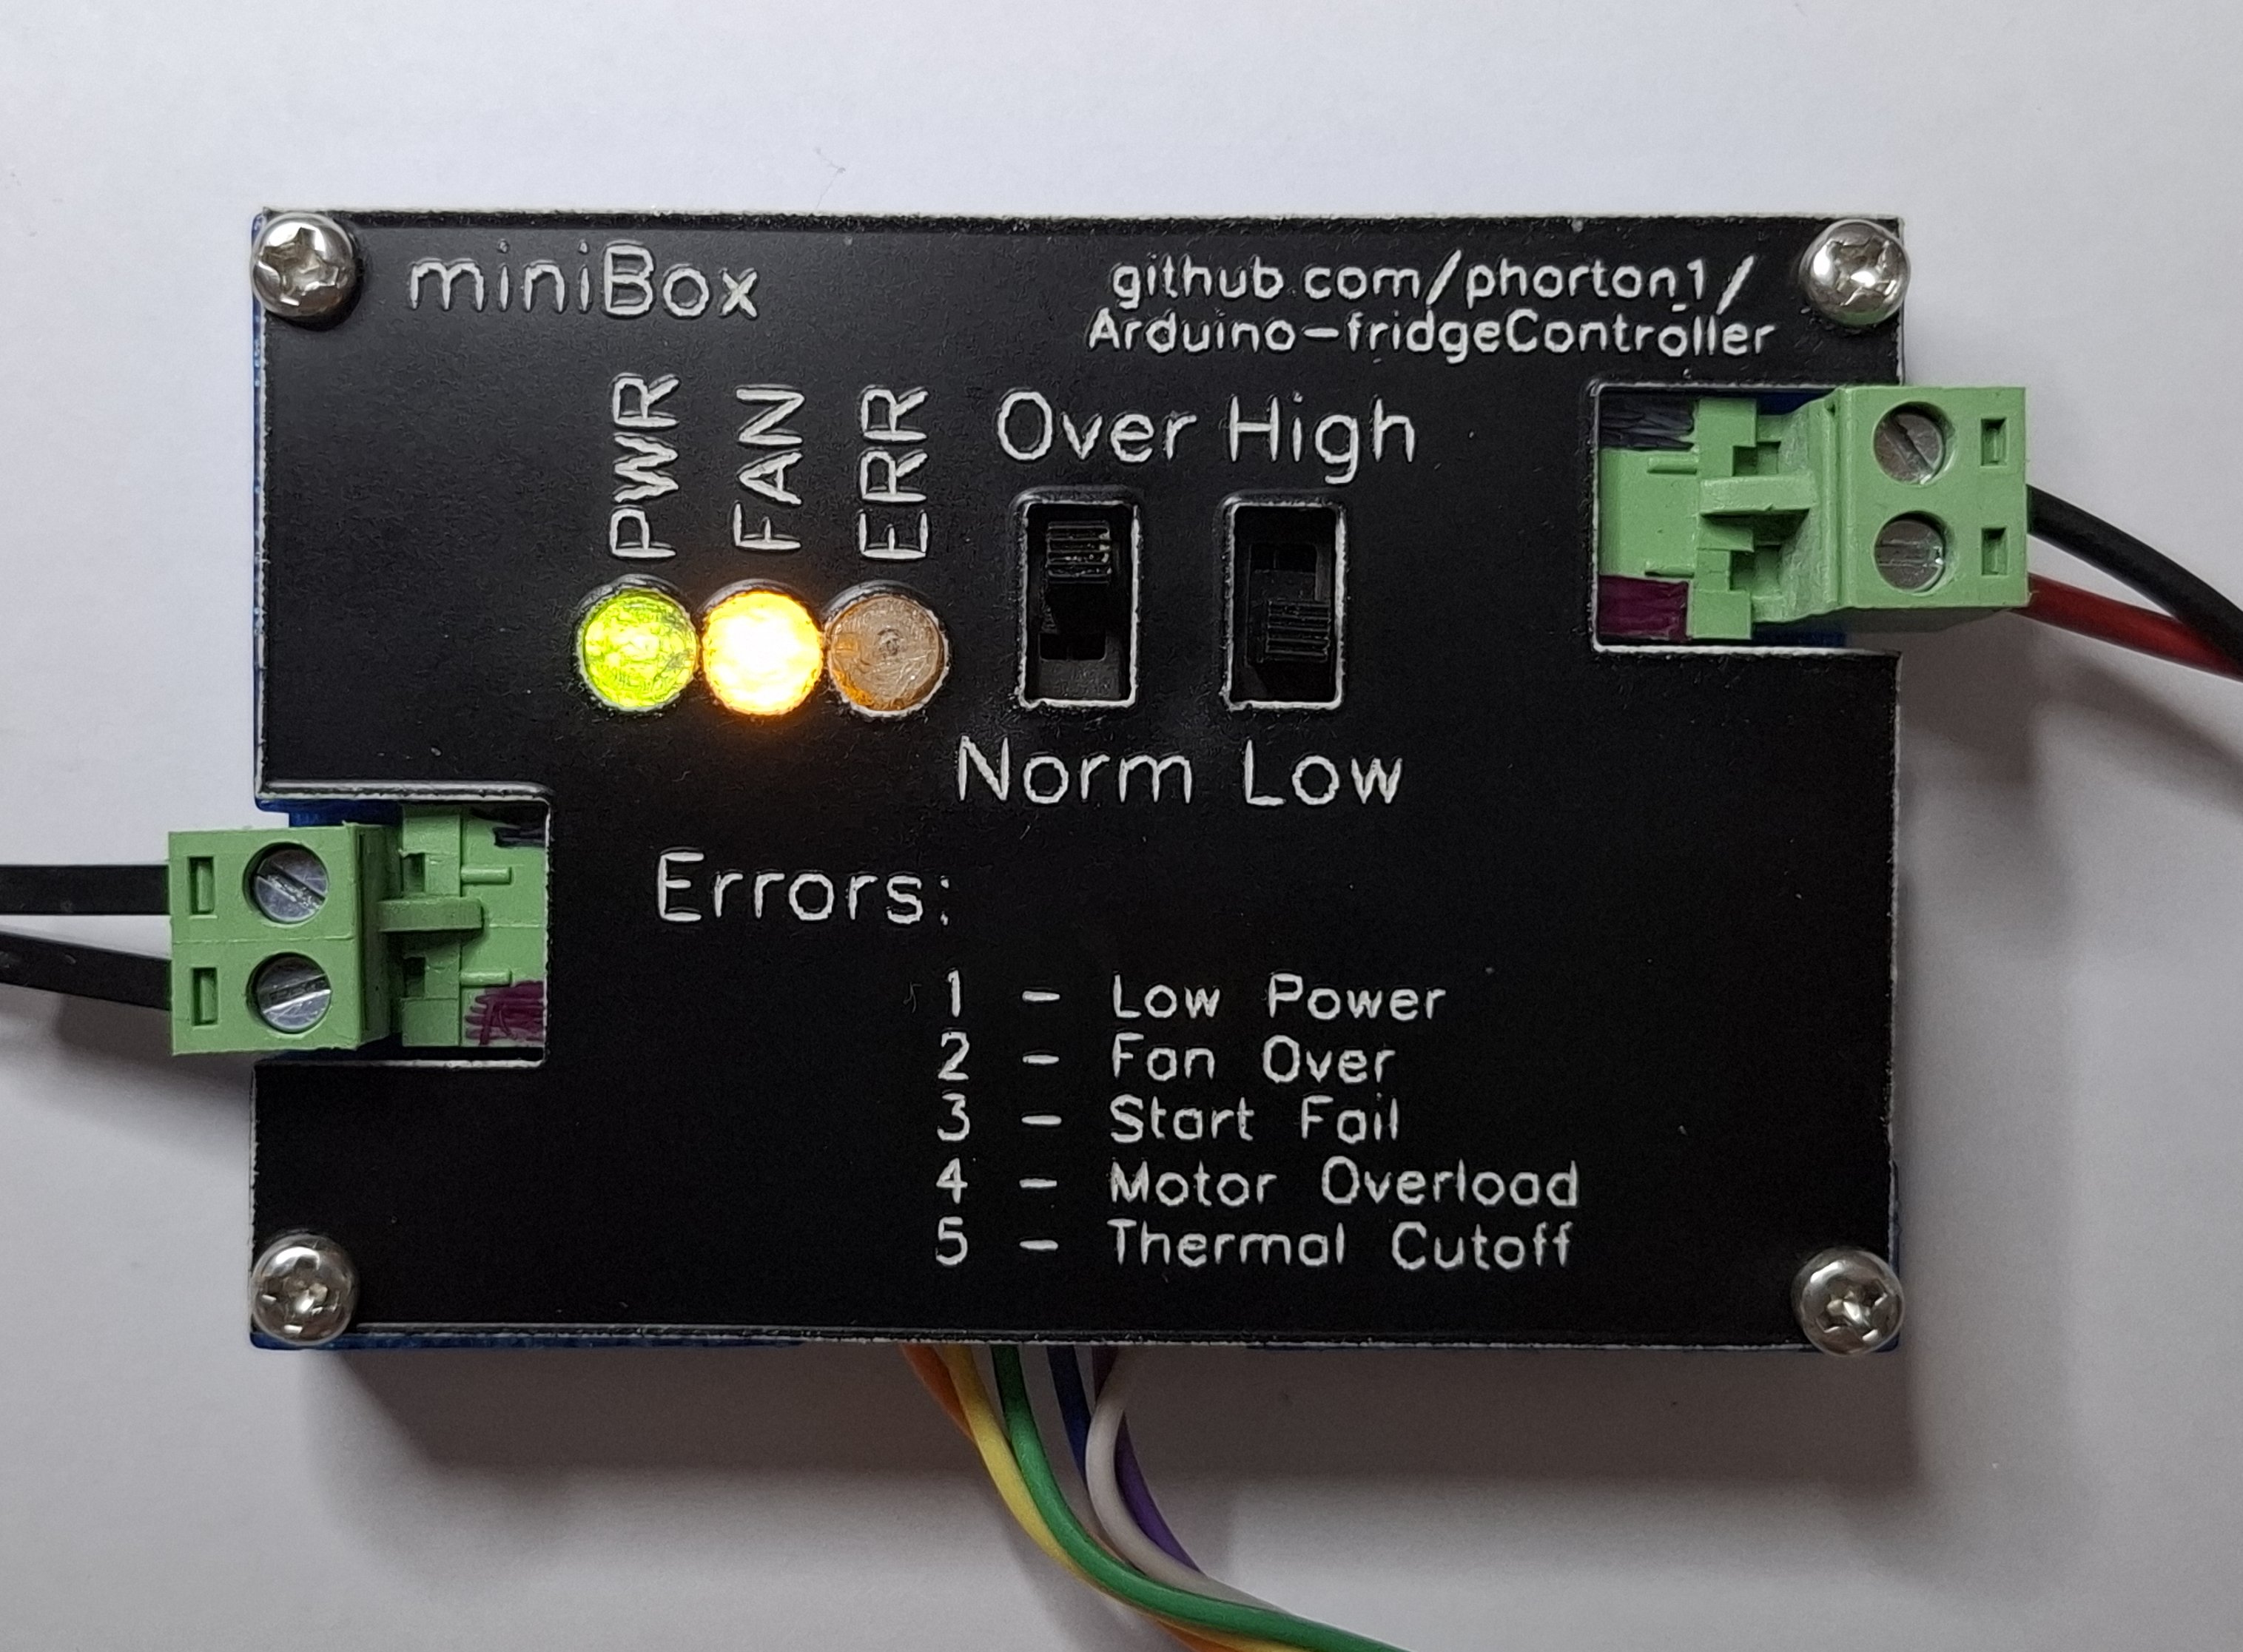 miniBox
github.com/phorton1/
Arduino-fridgeController
PWR
FAN
ERR
Over High
Norm Low
Errors:
1 - Low Power
2 - Fan Over
3 - Start Fail
4 - Motor Overload
5 - Thermal Cutoff